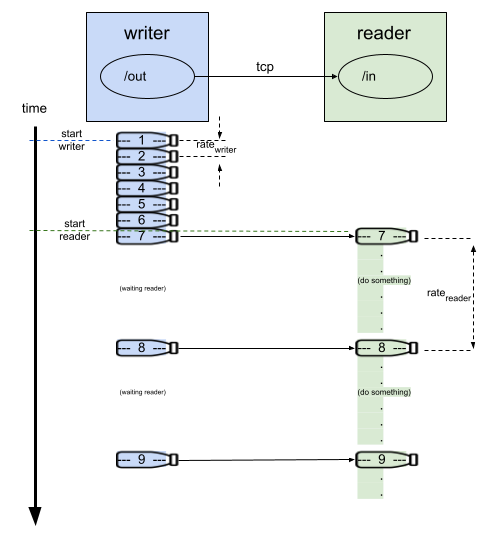 writer
reader
/out
tcp
/in
time
start
writer
1
rate writer
2
3
4
5
6
start
reader
7
7
(waiting reader)
(do something)
rate reader
8
8
(waiting reader)
(do something)
9
9